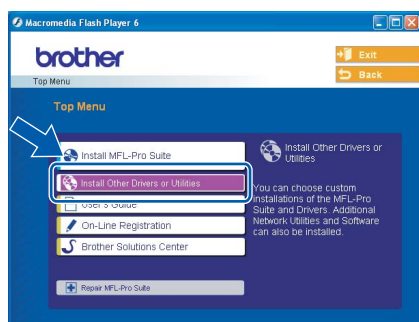 Macromedia Flash Player 6
brother
Exit
Back
Top Menu
Top Menu
Install MFL-Pro Suite
Install Other Drivers or Utilities
User's Guide
On-Line Registration
Brother Solutions Center
Repair MFL-Pro Suite
Install Other Drivers or
Utilities
You can choose custom
installations of the MFL-Pro
Suite and Drivers. Additional
Network Utilities and Software
can also be installed.